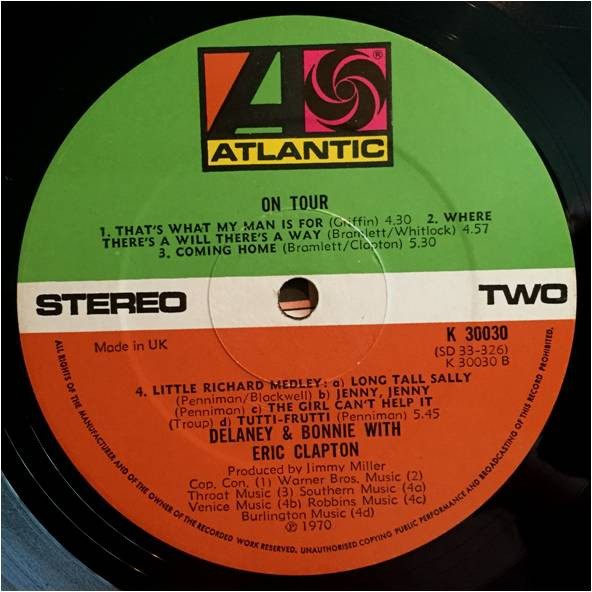 ®
ATLANTIC
ON TOUR
1. THAT'S WHAT MY MAN IS FOR (Griffin) 4.30 2. WHERE
THERE'S A WILL THERE'S A WAY (Bramlett/Whitlock) 4.57
3. COMING HOME (Bramlett/Clapton) 5.30
STEREO TWO
Made in UK
K 30030
(SD 33-326)
K 30030 B
4. LITTLE RICHARD MEDLEY: a) LONG TALL SALLY
(Penniman/Blackwell) b) JENNY, JENNY
(Penniman) c) THE GIRL CAN'T HELP IT
(Troup) d) TUTTI-FRUTTI (Penniman) 5.45
DELANEY & BONNIE WITH
ERIC CLAPTON
Produced by Jimmy Miller
Cop. Con. (1) Warner Bros. Music (2)
Throat Music (3) Southern Music (4a)
Venice Music (4b) Robbins Music (4c)
Burlington Music (4d)
℗ 1970
ALL RIGHTS OF THE MANUFACTURER AND OF THE OWNER OF THE RECORDED WORK RESERVED. UNAUTHORISED COPYING PUBLIC PERFORMANCE AND BROADCASTING OF THIS RECORD PROHIBITED.